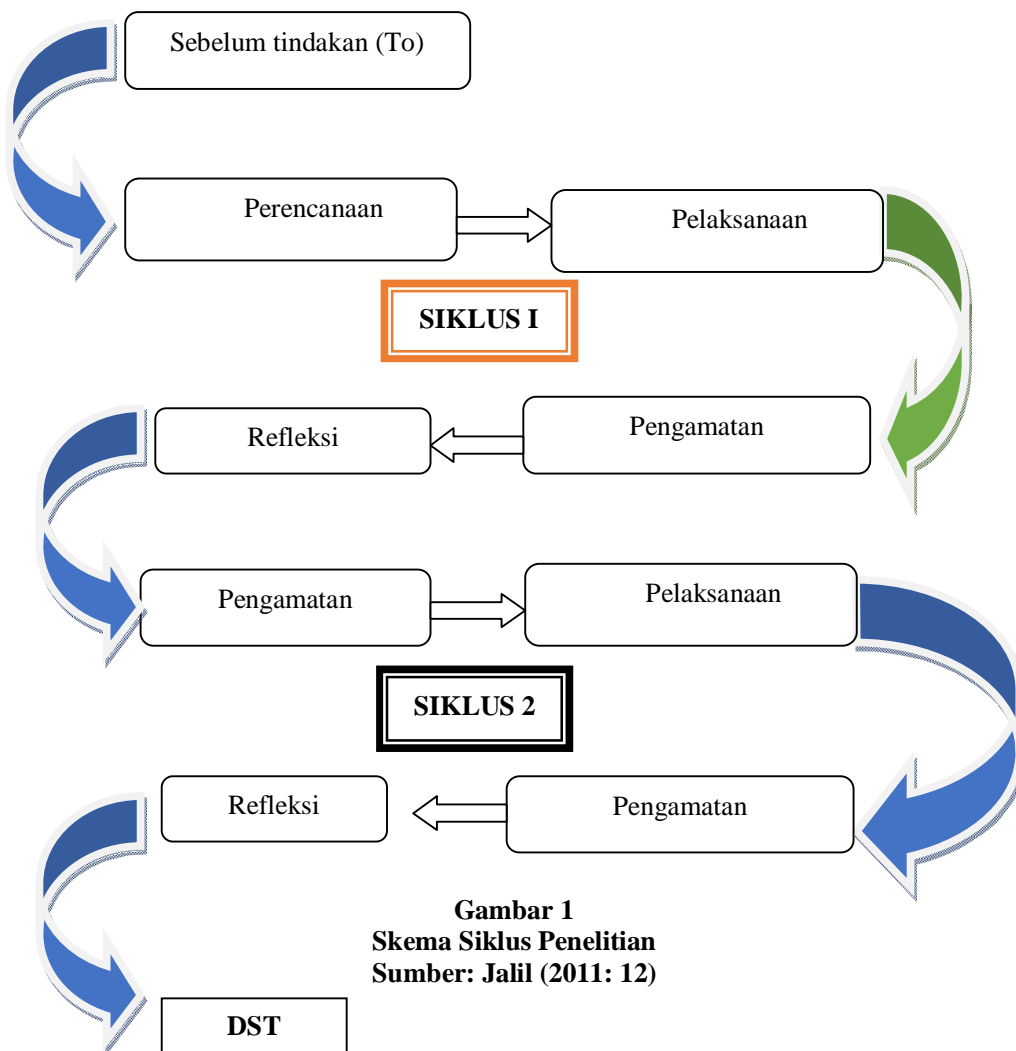 Sebelum tindakan (To)
Perencanaan
Pelaksanaan
SIKLUS I
Refleksi
Pengamatan
Pengamatan
Pelaksanaan
SIKLUS 2
Refleksi
Pengamatan
Gambar 1
Skema Siklus Penelitian
Sumber: Jalil (2011: 12)
DST